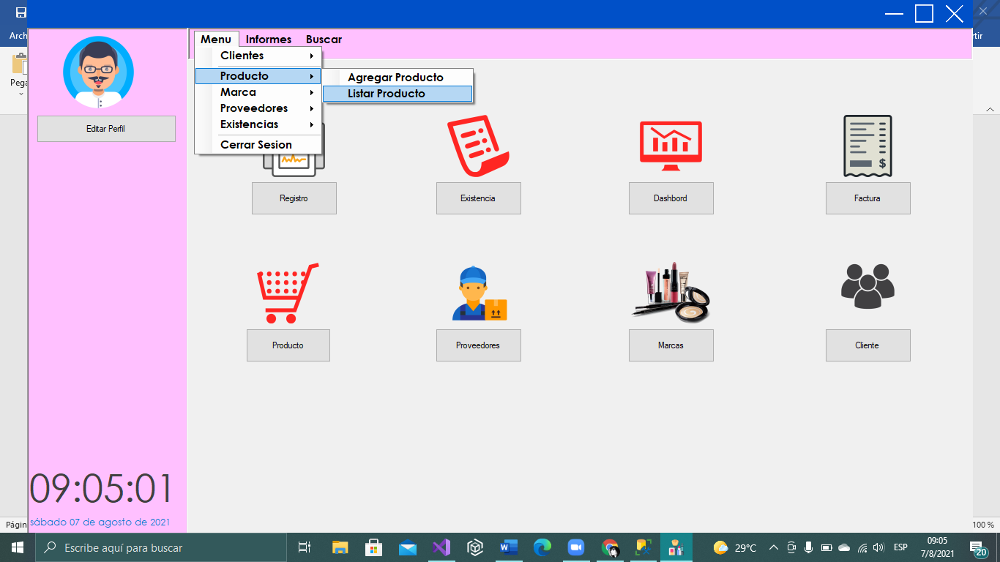 Arch
rtir
Pega
Menu Informes Buscar
Clientes
Producto
Marca
Proveedores
Existencias
Cerrar Sesion
Agregar Producto
Listar Producto
Editar Perfil
Registro
Existencia
Dashbord
Factura
$
Producto
Proveedores
Marcas
Cliente
09:05:01
sábado 07 de agosto de 2021
Págin
100 %
Escribe aquí para buscar
29°C
ESP
09:05
7/8/2021
20